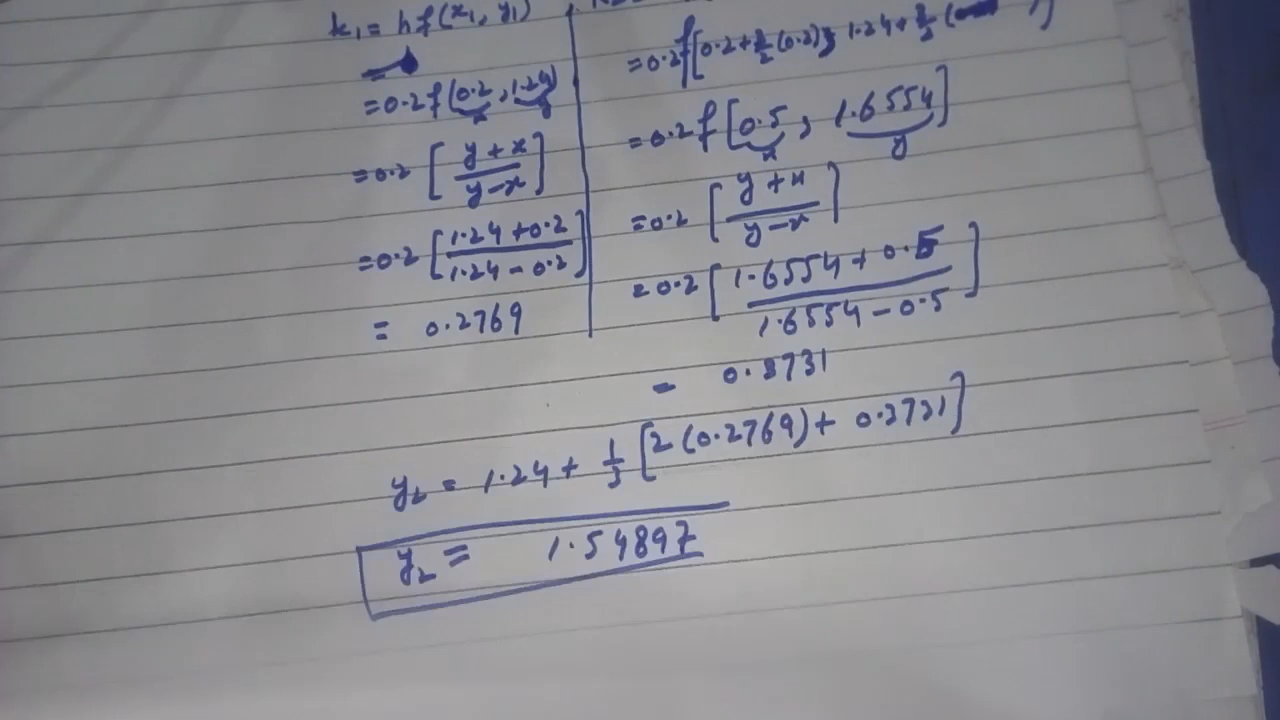 k₁ = hf(x₁, y₁)
=
= 0.2 f(0.2, 1.24)
x y
= 0.2 [y + x / y - x]
= 0.2 [1.24 + 0.2 / 1.24 - 0.2]
= 0.2769
= 0.2 f[0.2 + 3/2 (0.2), 1.24 + 3/2 (
= 0.2 f[0.5, 1.6554]
x y
= 0.2 [y + x / y - x]
= 0.2 [1.6554 + 0.5 / 1.6554 - 0.5]
= 0.3731
y₂ = 1.24 + 1/3 [2 (0.2769) + 0.3731]
y₂ = 1.54897